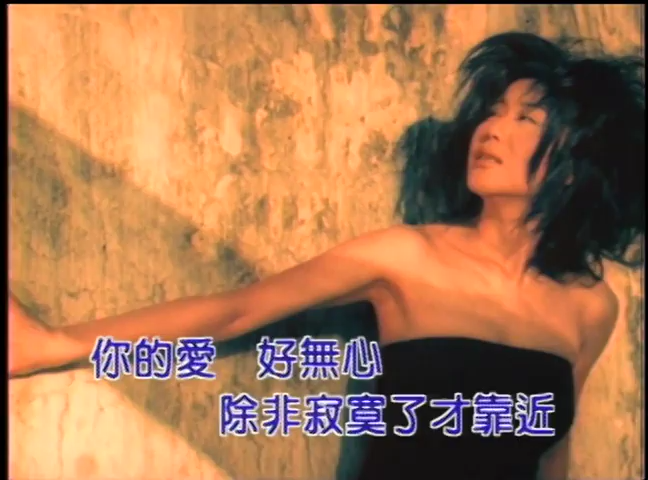 你的愛　好無心
除非寂寞了才靠近